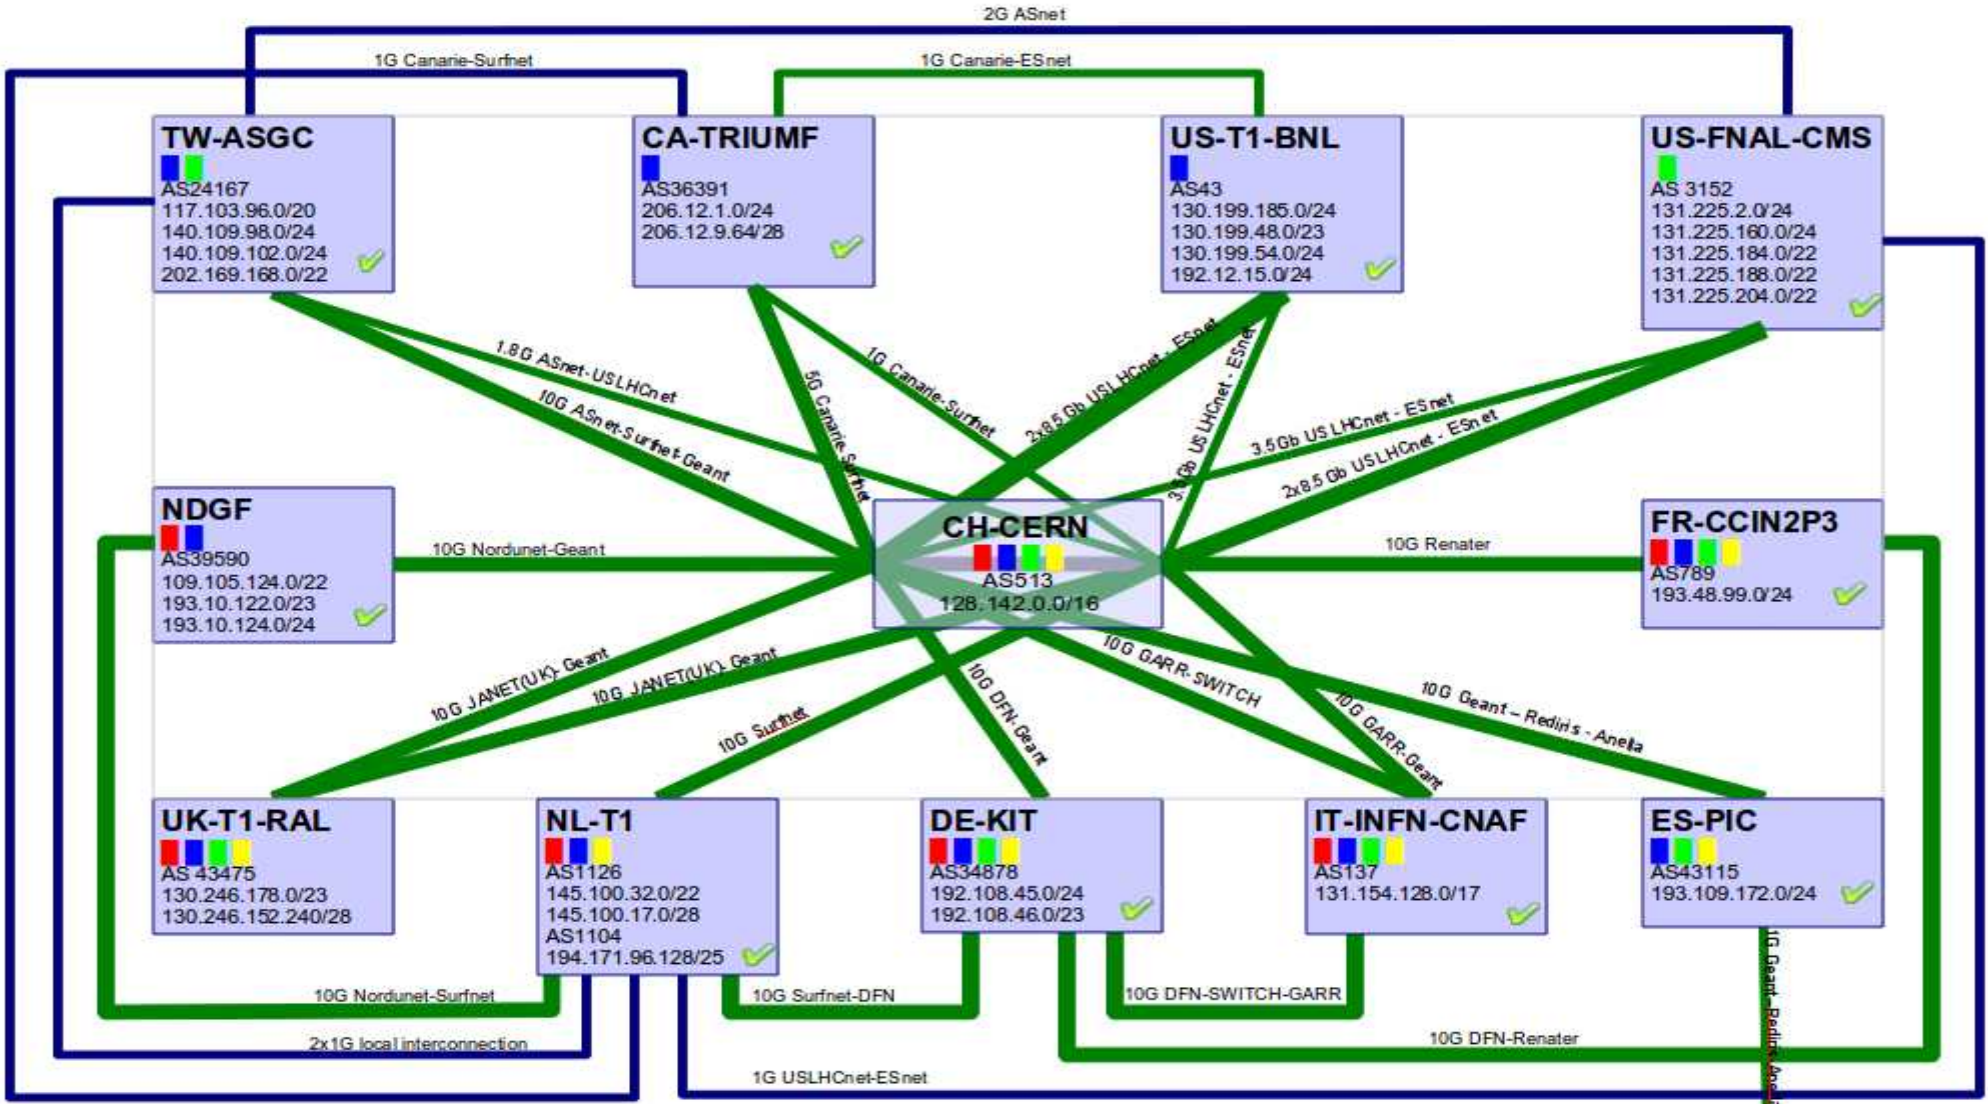 2G ASnet
1G Canarie-Surfnet
1G Canarie-ESnet
TW-ASGC
AS24167
117.103.96.0/20
140.109.98.0/24
140.109.102.0/24
202.169.168.0/22
CA-TRIUMF
AS36391
206.12.1.0/24
206.12.9.64/28
US-T1-BNL
AS43
130.199.185.0/24
130.199.48.0/23
130.199.54.0/24
192.12.15.0/24
US-FNAL-CMS
AS 3152
131.225.2.0/24
131.225.160.0/24
131.225.184.0/22
131.225.188.0/22
131.225.204.0/22
1.8G ASnet-USLHCnet
10G ASnet-Surfnet-Geant
5G Canarie-Surfnet
1G Canarie-Surfnet
2x8.5 Gb USLHCnet - ESnet
3.5Gb USLHCnet - ESnet
3.5Gb USLHCnet - ESnet
2x8.5 Gb USLHCnet - ESnet
NDGF
AS39590
109.105.124.0/22
193.10.122.0/23
193.10.124.0/24
10G Nordunet-Geant
CH-CERN
AS513
128.142.0.0/16
10G Renater
FR-CCIN2P3
AS789
193.48.99.0/24
10G JANET(UK)- Geant
10G JANET(UK)- Geant
10G Surfnet
10G DFN-Geant
10G GARR-SWITCH
10G GARR-Geant
10G Geant – Rediris - Anella
UK-T1-RAL
AS 43475
130.246.178.0/23
130.246.152.240/28
NL-T1
AS1126
145.100.32.0/22
145.100.17.0/28
AS1104
194.171.96.128/25
DE-KIT
AS34878
192.108.45.0/24
192.108.46.0/23
IT-INFN-CNAF
AS137
131.154.128.0/17
ES-PIC
AS43115
193.109.172.0/24
10G Nordunet-Surfnet
10G Surfnet-DFN
10G DFN-SWITCH-GARR
1G Geant-Rediris
2x1G local interconnection
10G DFN-Renater
1G USLHCnet-ESnet